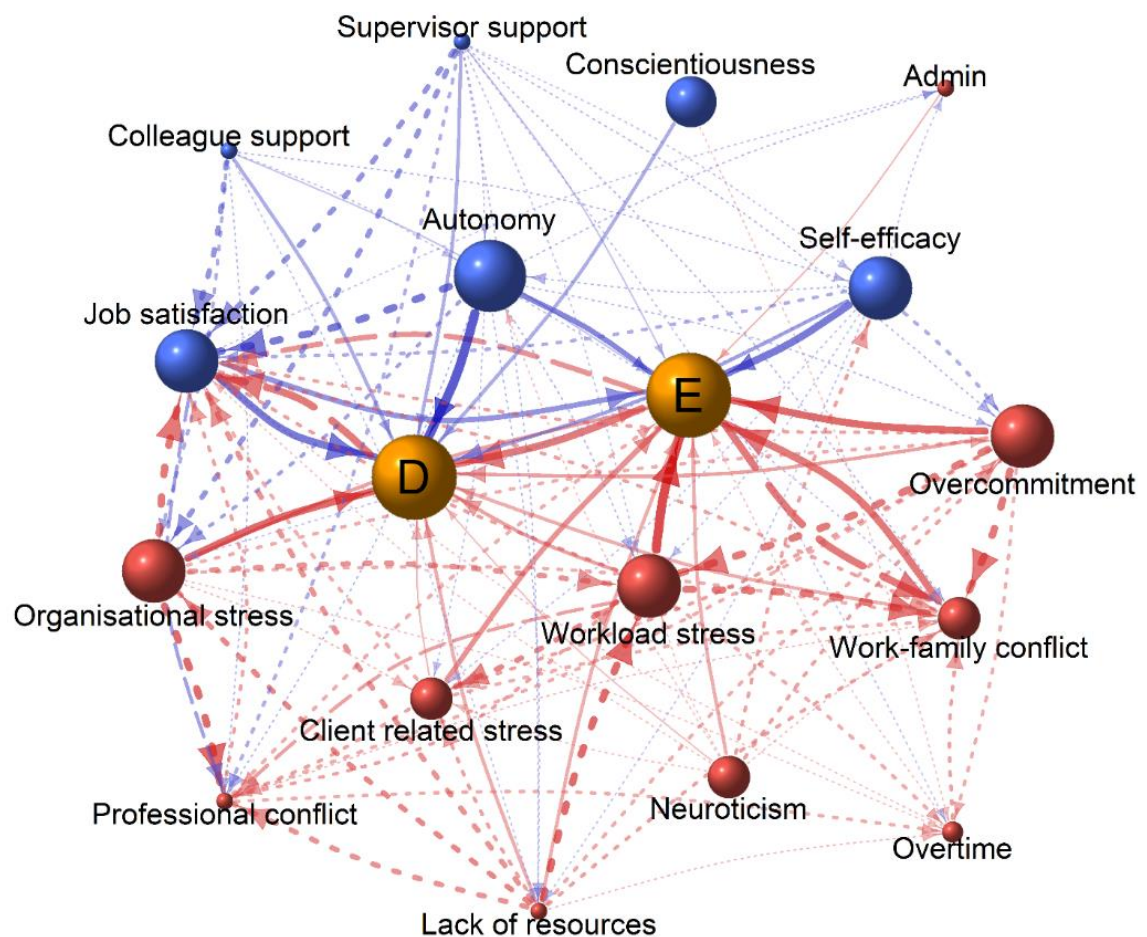 Supervisor support
Conscientiousness
Admin
Colleague support
Autonomy
Self-efficacy
Job satisfaction
E
D
Overcommitment
Organisational stress
Workload stress
Work-family conflict
Client related stress
Neuroticism
Professional conflict
Overtime
Lack of resources